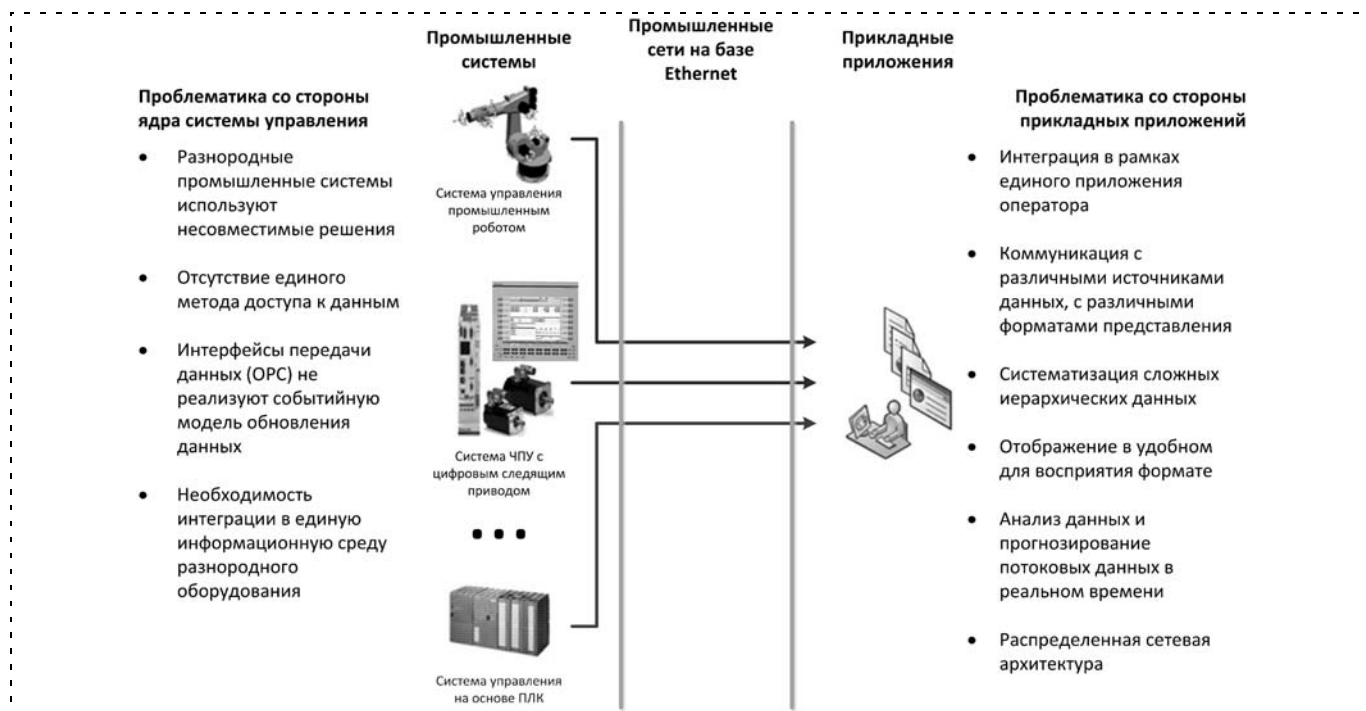 Промышленные
системы
Промышленные
сети на базе
Ethernet
Прикладные
приложения
Проблематика со стороны
ядра системы управления
• Разнородные
промышленные системы
используют
несовместимые решения
• Отсутствие единого
метода доступа к данным
• Интерфейсы передачи
данных (OPC) не
реализуют событийную
модель обновления
данных
• Необходимость
интеграции в единую
информационную среду
разнородного
оборудования
Система управления
промышленным
роботом
Система ЧПУ с
цифровым следящим
приводом
...
Система управления
на основе ПЛК
Проблематика со стороны
прикладных приложений
• Интеграция в рамках
единого приложения
оператора
• Коммуникация с
различными источниками
данных, с различными
форматами представления
• Систематизация сложных
иерархических данных
• Отображение в удобном
для восприятия формате
• Анализ данных и
прогнозирование
потоковых данных в
реальном времени
• Распределенная сетевая
архитектура